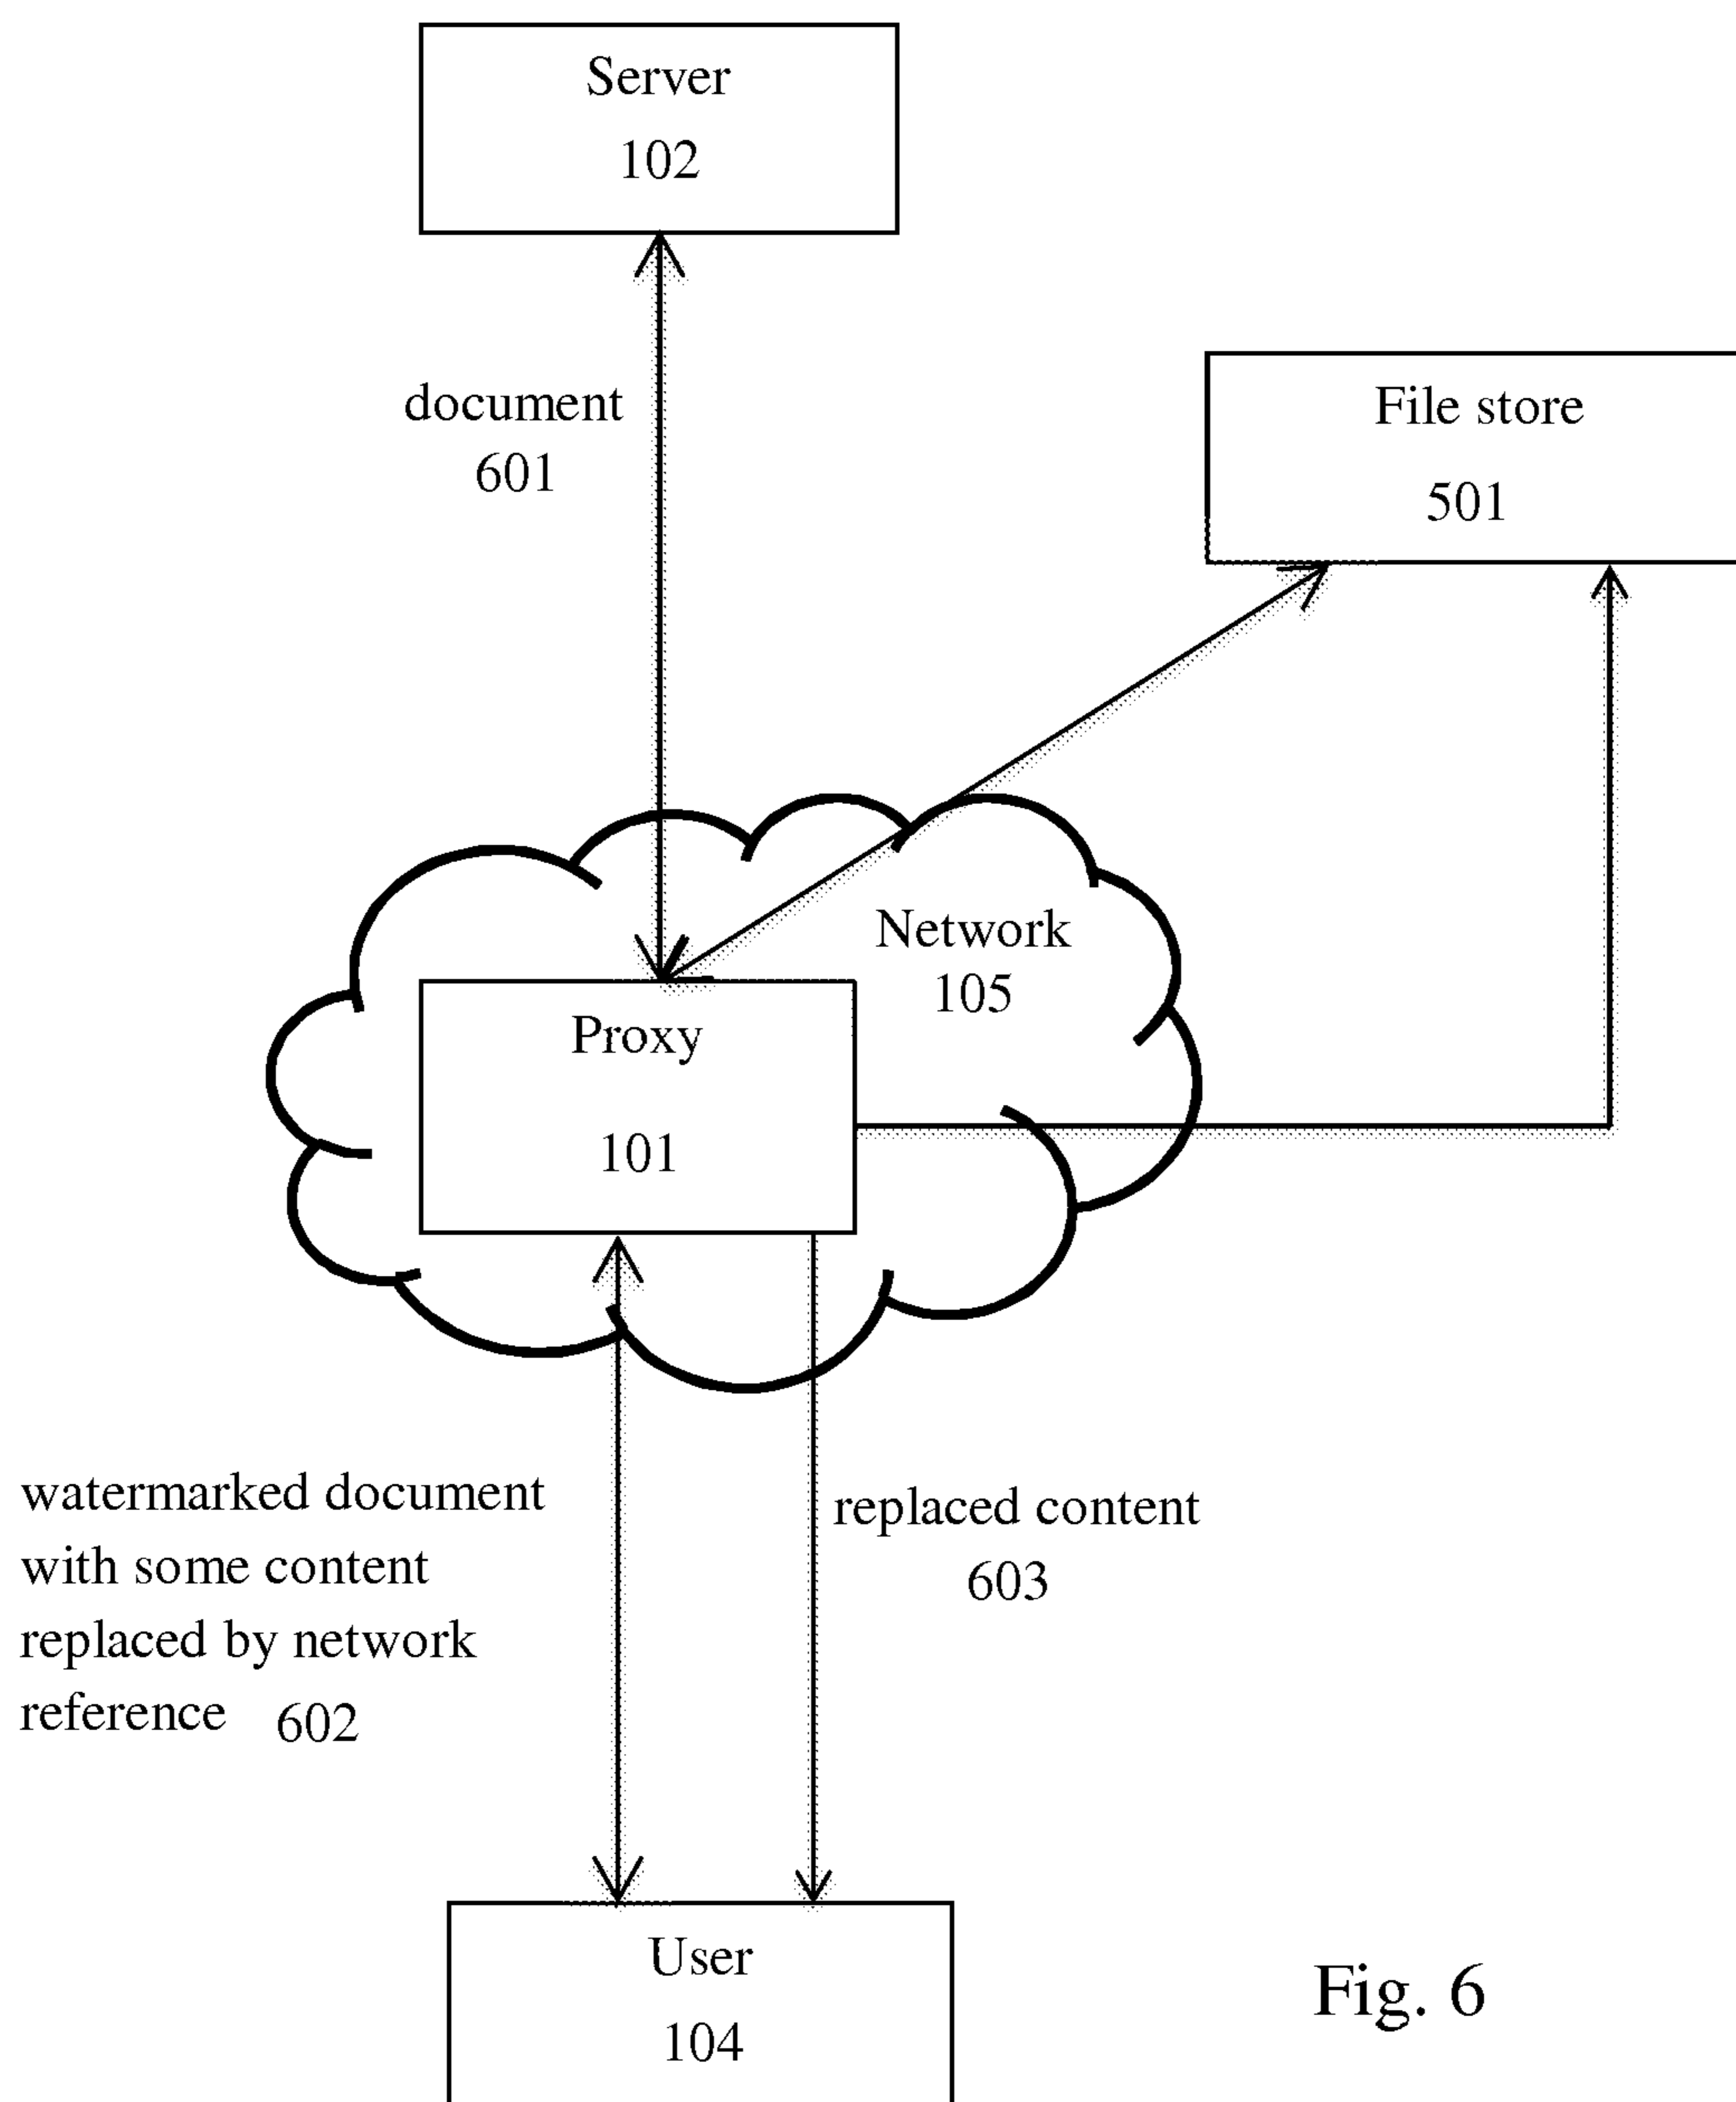 Server
102
document
601
File store
501
Network
105
Proxy
101
watermarked document
with some content
replaced by network
reference 602
replaced content
603
User
104
Fig. 6